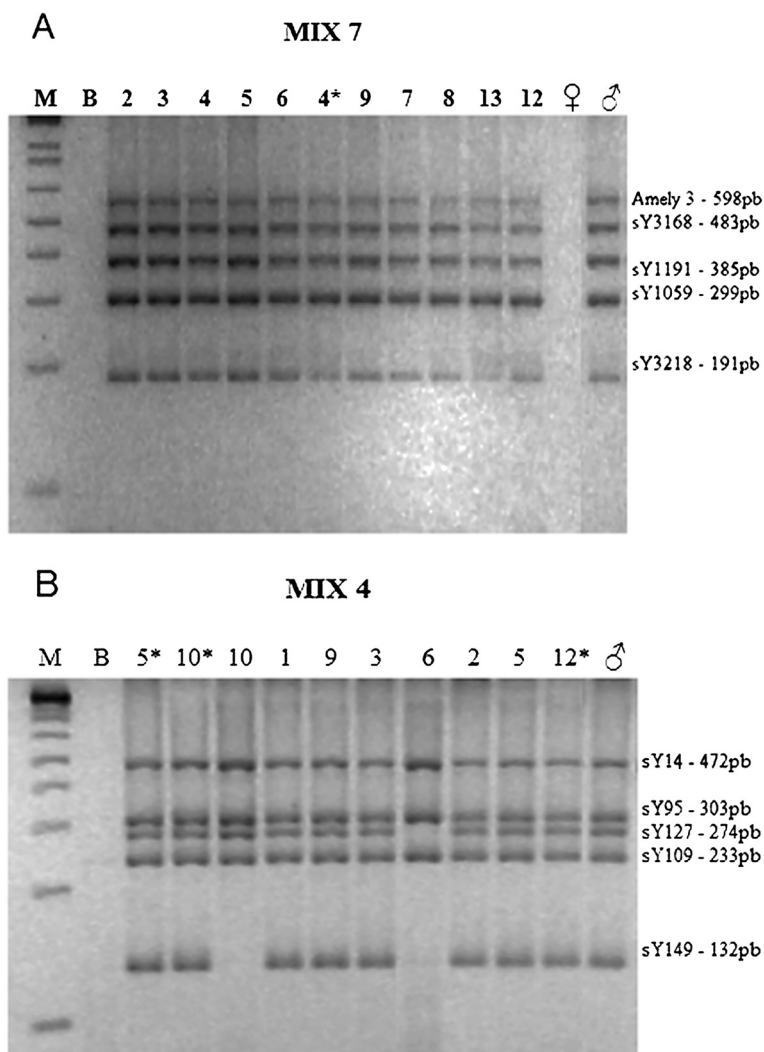 A
MIX 7
M B 2 3 4 5 6 4* 9 7 8 13 12 ♀ ♂
Amely 3 - 598pb
sY3168 - 483pb
sY1191 - 385pb
sY1059 - 299pb
sY3218 - 191pb
B
MIX 4
M B 5* 10* 10 1 9 3 6 2 5 12* ♂
sY14 - 472pb
sY95 - 303pb
sY127 - 274pb
sY109 - 233pb
sY149 - 132pb